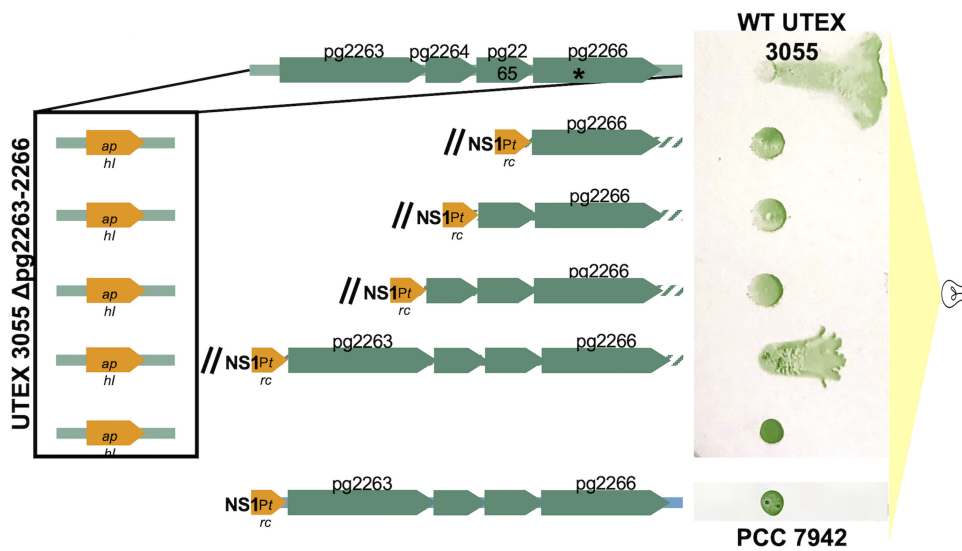 WT UTEX
3055
pg2263
pg2264
pg22
65
pg2266
*
UTEX 3055 Δpg2263-2266
ap
hl
// NS1Pt
rc
pg2266
ap
hl
// NS1Pt
rc
pg2266
ap
hl
// NS1Pt
rc
pg2266
ap
hl
// NS1Pt
rc
pg2263
pg2266
ap
hl
NS1Pt
rc
pg2263
pg2266
PCC 7942